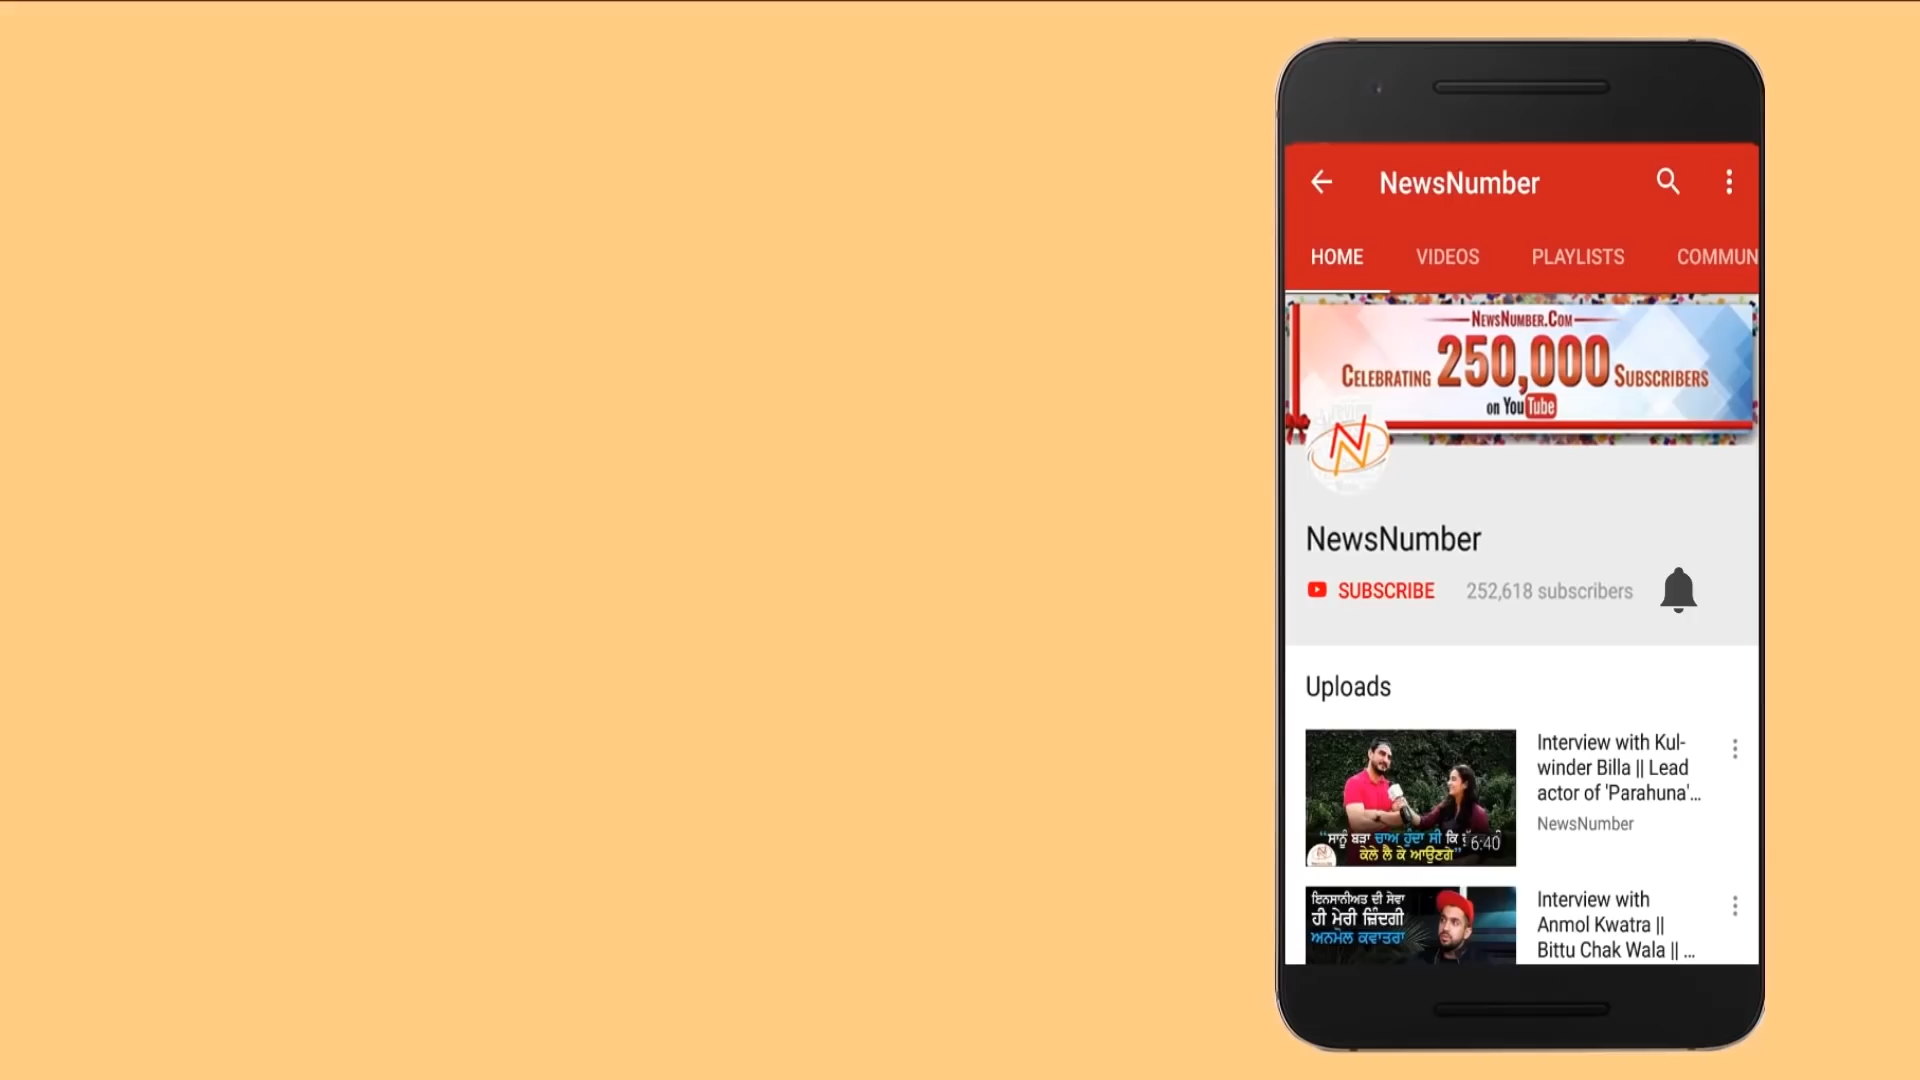 NewsNumber
HOME VIDEOS PLAYLISTS COMMUN
NEWSNUMBER.COM
CELEBRATING 250,000 SUBSCRIBERS
on YouTube
NewsNumber
SUBSCRIBE 252,618 subscribers
Uploads
Interview with Kul-
winder Billa || Lead
actor of 'Parahuna'...
NewsNumber
"ਸਾਨੂੰ ਬੜਾ ਚਾਅ ਹੁੰਦਾ ਸੀ ਕਿ
ਕੇਲੇ ਲੈ ਕੇ ਆਉਣਗੇ"
6:40
ਇਨਸਾਨੀਅਤ ਦੀ ਸੇਵਾ
ਹੀ ਮੇਰੀ ਜ਼ਿੰਦਗੀ
ਅਨਮੋਲ ਕਵਾਤਰਾ
Interview with
Anmol Kwatra ||
Bittu Chak Wala || ...